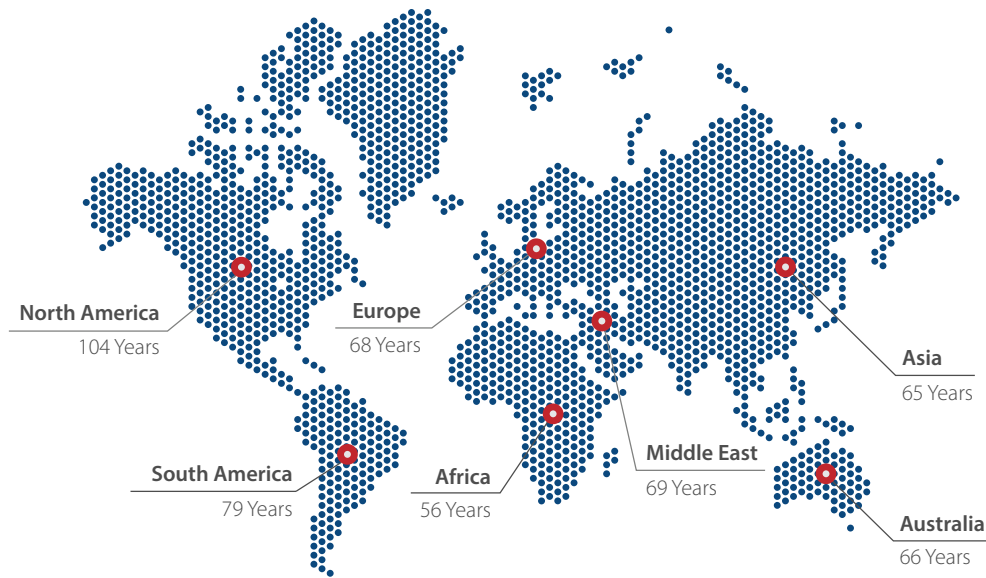 North America
104 Years
Europe
68 Years
Asia
65 Years
South America
79 Years
Africa
56 Years
Middle East
69 Years
Australia
66 Years